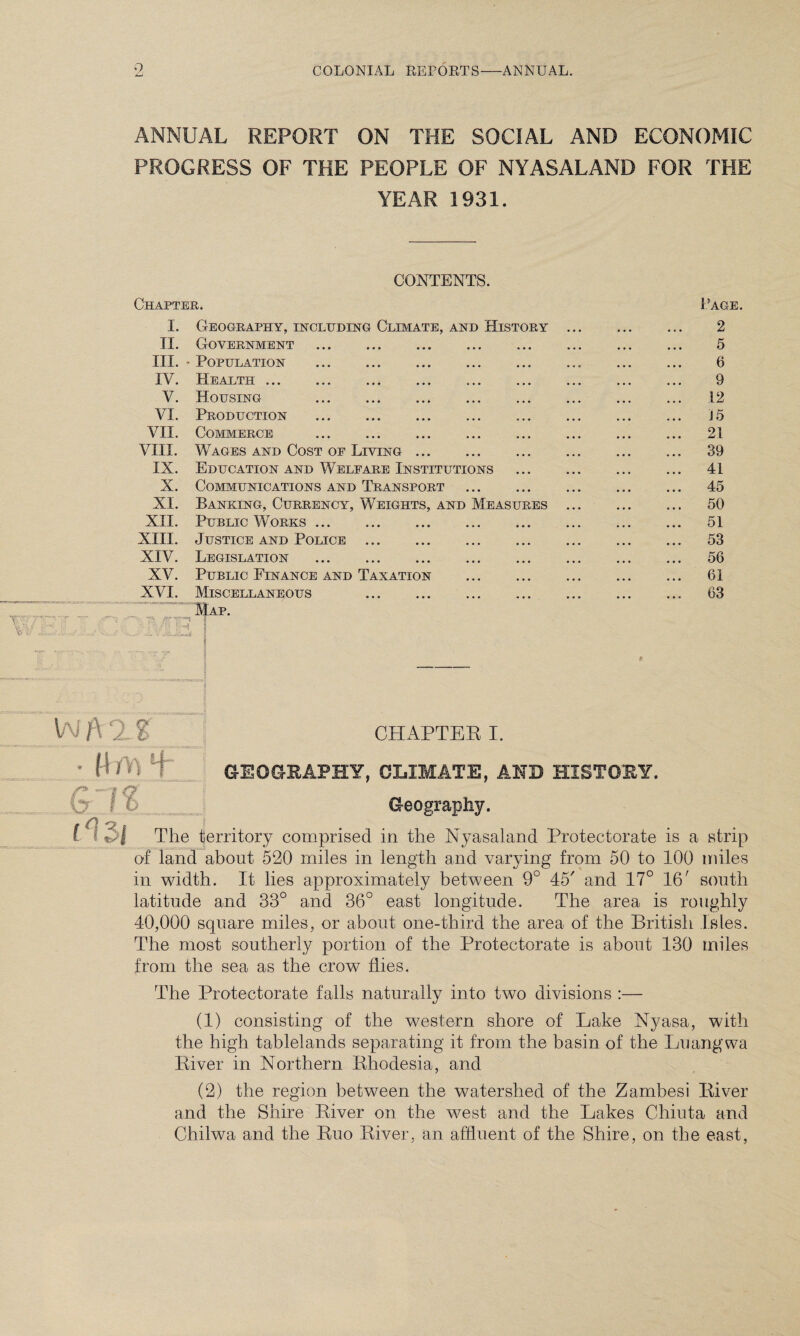 2 COLONIAL REPORTS—ANNUAL.
ANNUAL REPORT ON THE SOCIAL AND ECONOMIC
PROGRESS OF THE PEOPLE OF NYASALAND FOR THE
YEAR 1931.
CONTENTS.
CHAPTER. PAGE.
I. GEOGRAPHY, INCLUDING CLIMATE, AND HISTORY ... ... ... 2
II. GOVERNMENT ... ... ... ... ... ... ... ... 5
III. POPULATION ... ... ... ... ... ... ... ... 6
IV. HEALTH ... ... ... ... ... ... ... ... ... 9
V. HOUSING ... ... ... ... ... ... ... ... 12
VI. PRODUCTION ... ... ... ... ... ... ... ... 15
VII. COMMERCE ... ... ... ... ... ... ... ... 21
VIII. WAGES AND COST OF LIVING ... ... ... ... ... ... 39
IX. EDUCATION AND WELFARE INSTITUTIONS ... ... ... ... 41
X. COMMUNICATIONS AND TRANSPORT ... ... ... ... ... 45
XI. BANKING, CURRENCY, WEIGHTS, AND MEASURES ... ... ... 50
XII. PUBLIC WORKS ... ... ... ... ... ... ... ... 51
XIII. JUSTICE AND POLICE ... ... ... ... ... ... ... 53
XIV. LEGISLATION ... ... ... ... ... ... ... ... 56
XV. PUBLIC FINANCE AND TAXATION ... ... ... ... ... 61
XVI. MISCELLANEOUS ... ... ... ... ... ... ... 63
MAP.
WELLCOME
LIBRARY
WA28
CHAPTER I.
GEOGRAPHY, CLIMATE, AND HISTORY.
G78
Geography.
1931
The territory comprised in the Nyasaland Protectorate is a strip
of land about 520 miles in length and varying from 50 to 100 miles
in width. It lies approximately between 9° 45′ and 17° 16′ south
latitude and 33° and 36° east longitude. The area is roughly
40,000 square miles, or about one-third the area of the British Isles.
The most southerly portion of the Protectorate is about 130 miles
from the sea as the crow flies.
The Protectorate falls naturally into two divisions :—
(1) consisting of the western shore of Lake Nyasa, with
the high tablelands separating it from the basin of the Luangwa
River in Northern Rhodesia, and
(2) the region between the watershed of the Zambesi River
and the Shire River on the west and the Lakes Chiuta and
Chilwa and the Ruo River, an affluent of the Shire, on the east,